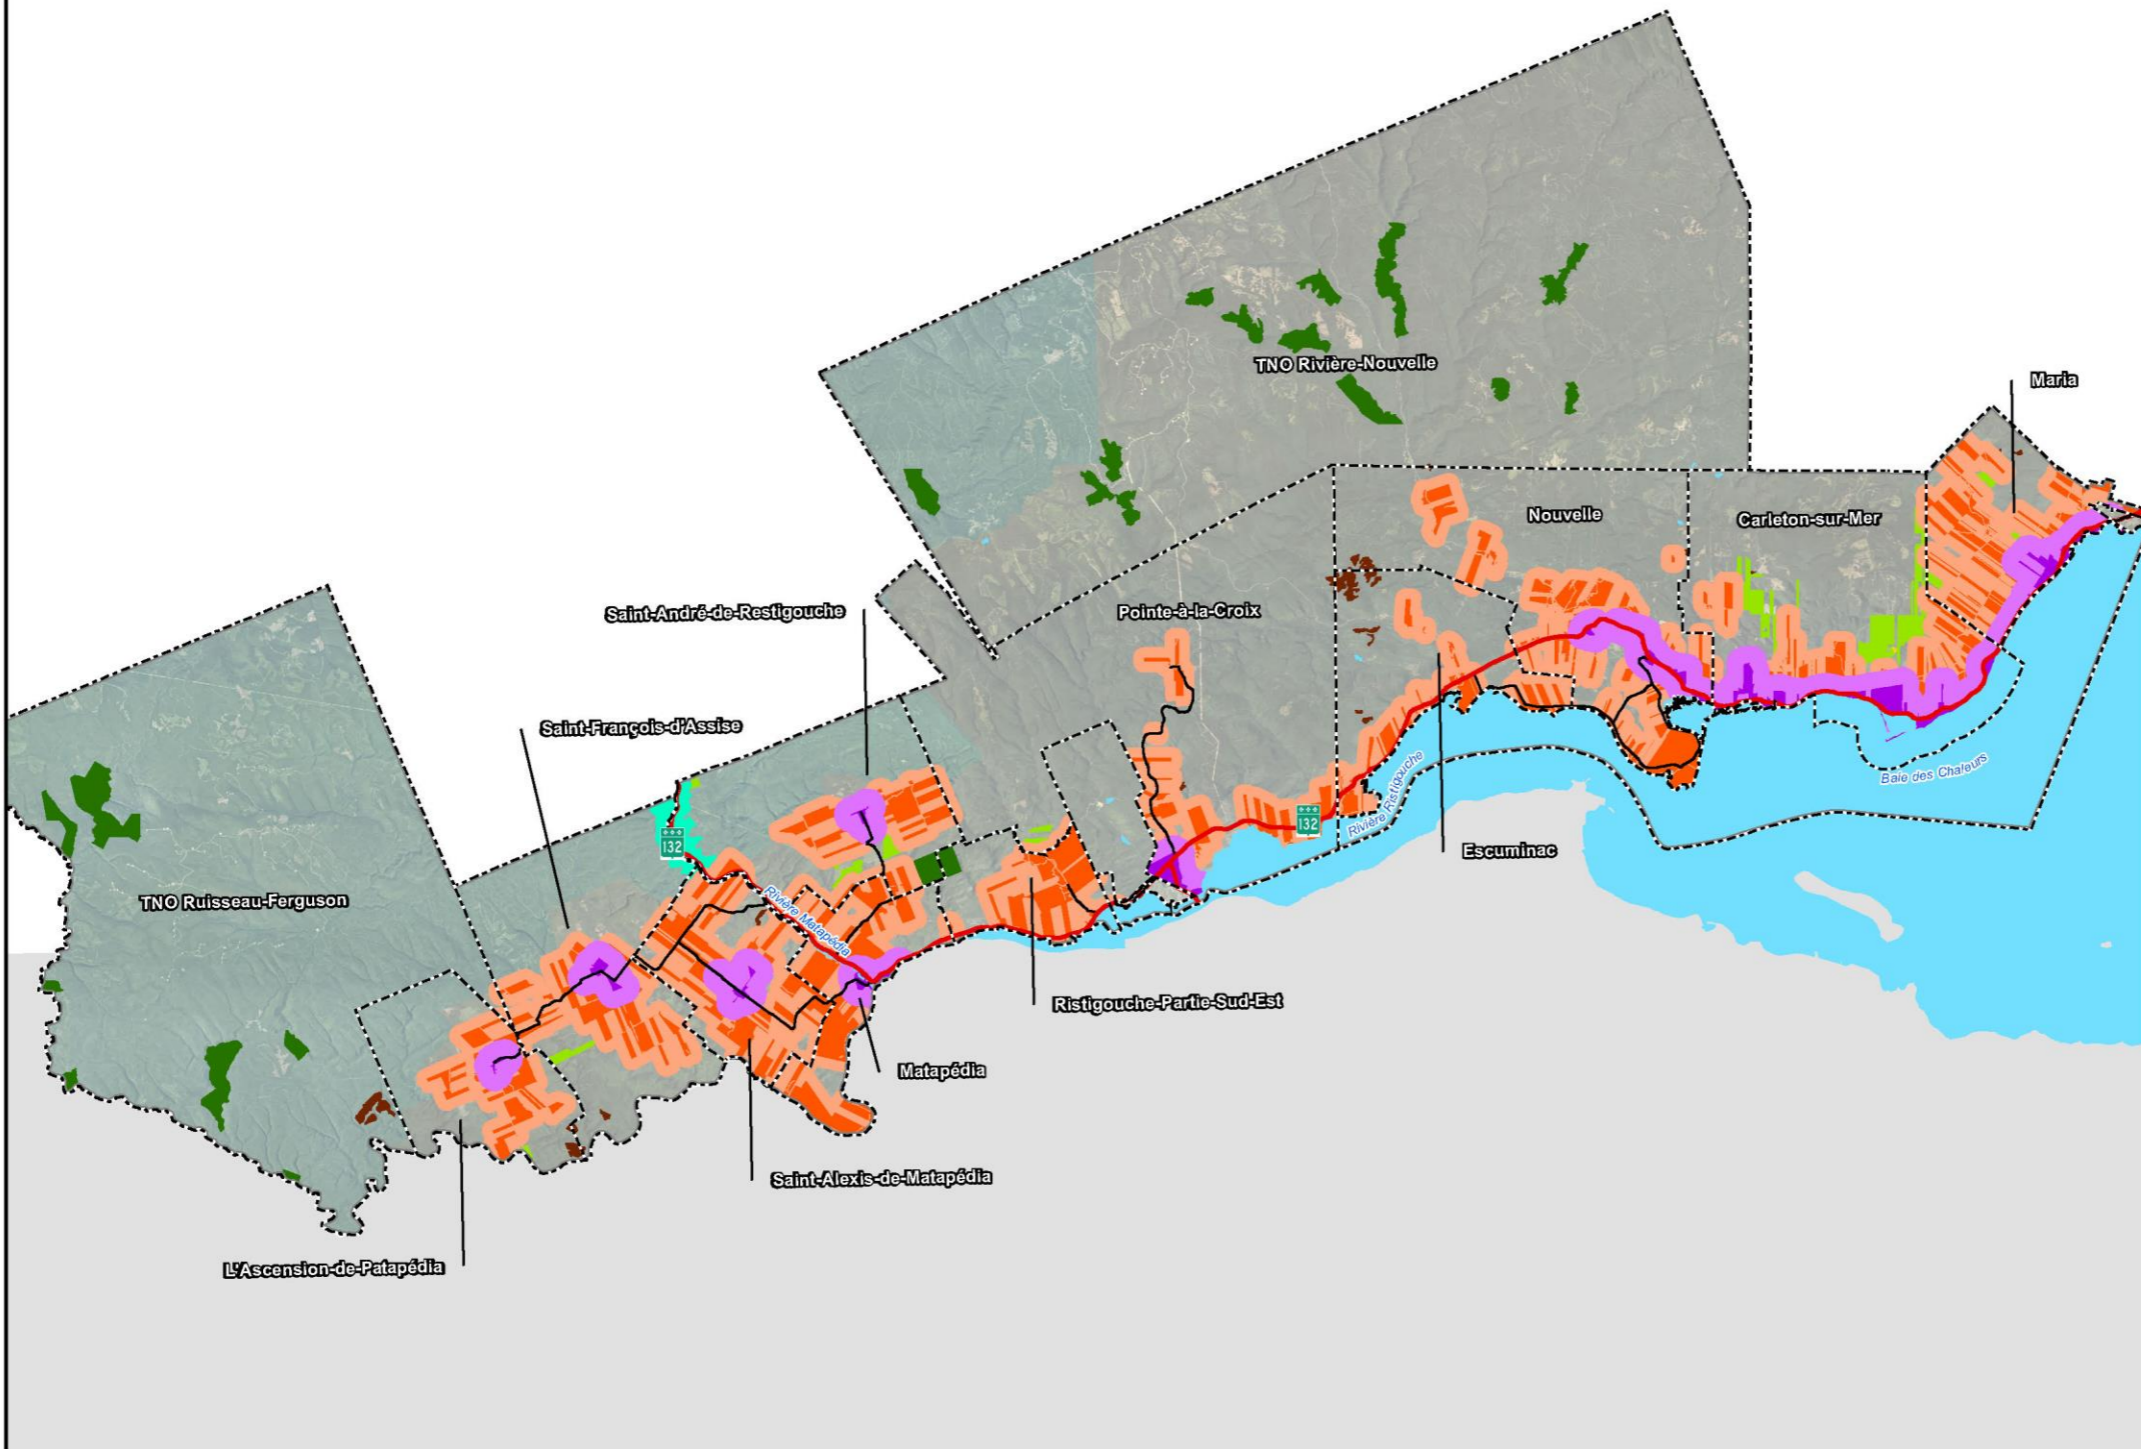 TNO Rivière-Nouvelle
Maria
Nouvelle
Carleton-sur-Mer
Saint-André-de-Restigouche
Pointe-à-la-Croix
Saint-François-d'Assise
Baie des Chaleurs
Rivière Ristigouche
132
132
Escuminac
TNO Ruisseau-Ferguson
Rivière Matapédia
Ristigouche-Partie-Sud-Est
Matapédia
Saint-Alexis-de-Matapédia
L'Ascension-de-Patapédia